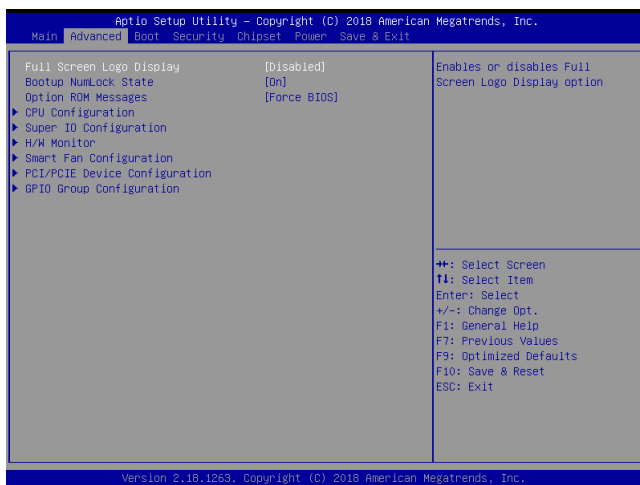 Aptio Setup Utility – Copyright (C) 2018 American Megatrends, Inc.
Main Advanced Boot Security Chipset Power Save & Exit
Full Screen Logo Display [Disabled]
Bootup NumLock State [On]
Option ROM Messages [Force BIOS]
CPU Configuration
Super IO Configuration
H/W Monitor
Smart Fan Configuration
PCI/PCIE Device Configuration
GPIO Group Configuration
Enables or disables Full
Screen Logo Display option
→←: Select Screen
↑↓: Select Item
Enter: Select
+/-: Change Opt.
F1: General Help
F7: Previous Values
F9: Optimized Defaults
F10: Save & Reset
ESC: Exit
Version 2.18.1263. Copyright (C) 2018 American Megatrends, Inc.